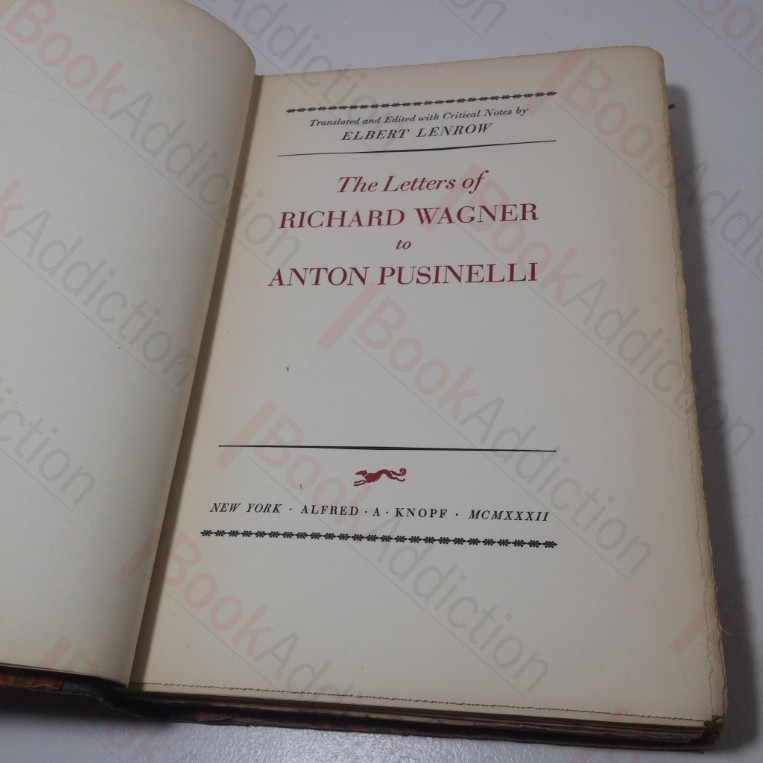 Translated and Edited with Critical Notes by
ELBERT LENROW
The Letters of
RICHARD WAGNER
to
ANTON PUSINELLI
NEW YORK · ALFRED · A · KNOPF · MCMXXXII
BookAddiction